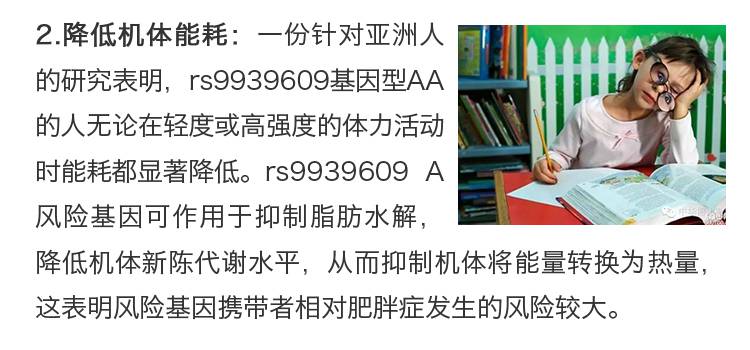 2.降低机体能耗：一份针对亚洲人
的研究表明，rs9939609基因型AA
的人无论在轻度或高强度的体力活动
时能耗都显著降低。rs9939609 A
风险基因可作用于抑制脂肪水解，
降低机体新陈代谢水平，从而抑制机体将能量转换为热量，
这表明风险基因携带者相对肥胖症发生的风险较大。